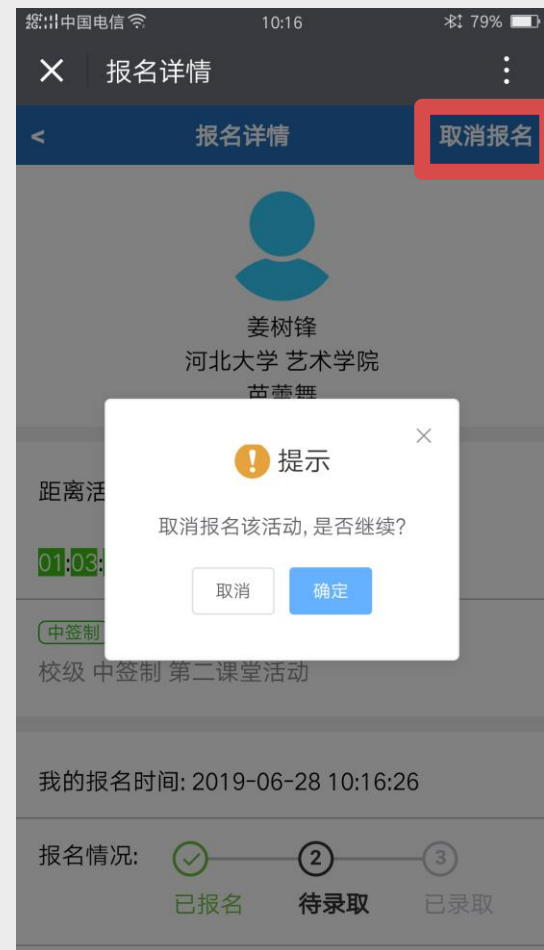 中国电信 10:16 79%
报名详情
< 报名详情 取消报名
姜树锋
河北大学 艺术学院
芭蕾舞
提示
距离活
取消报名该活动, 是否继续?
01:03:
取消 确定
中签制
校级 中签制 第二课堂活动
我的报名时间: 2019-06-28 10:16:26
报名情况: 2 3
已报名 待录取 已录取